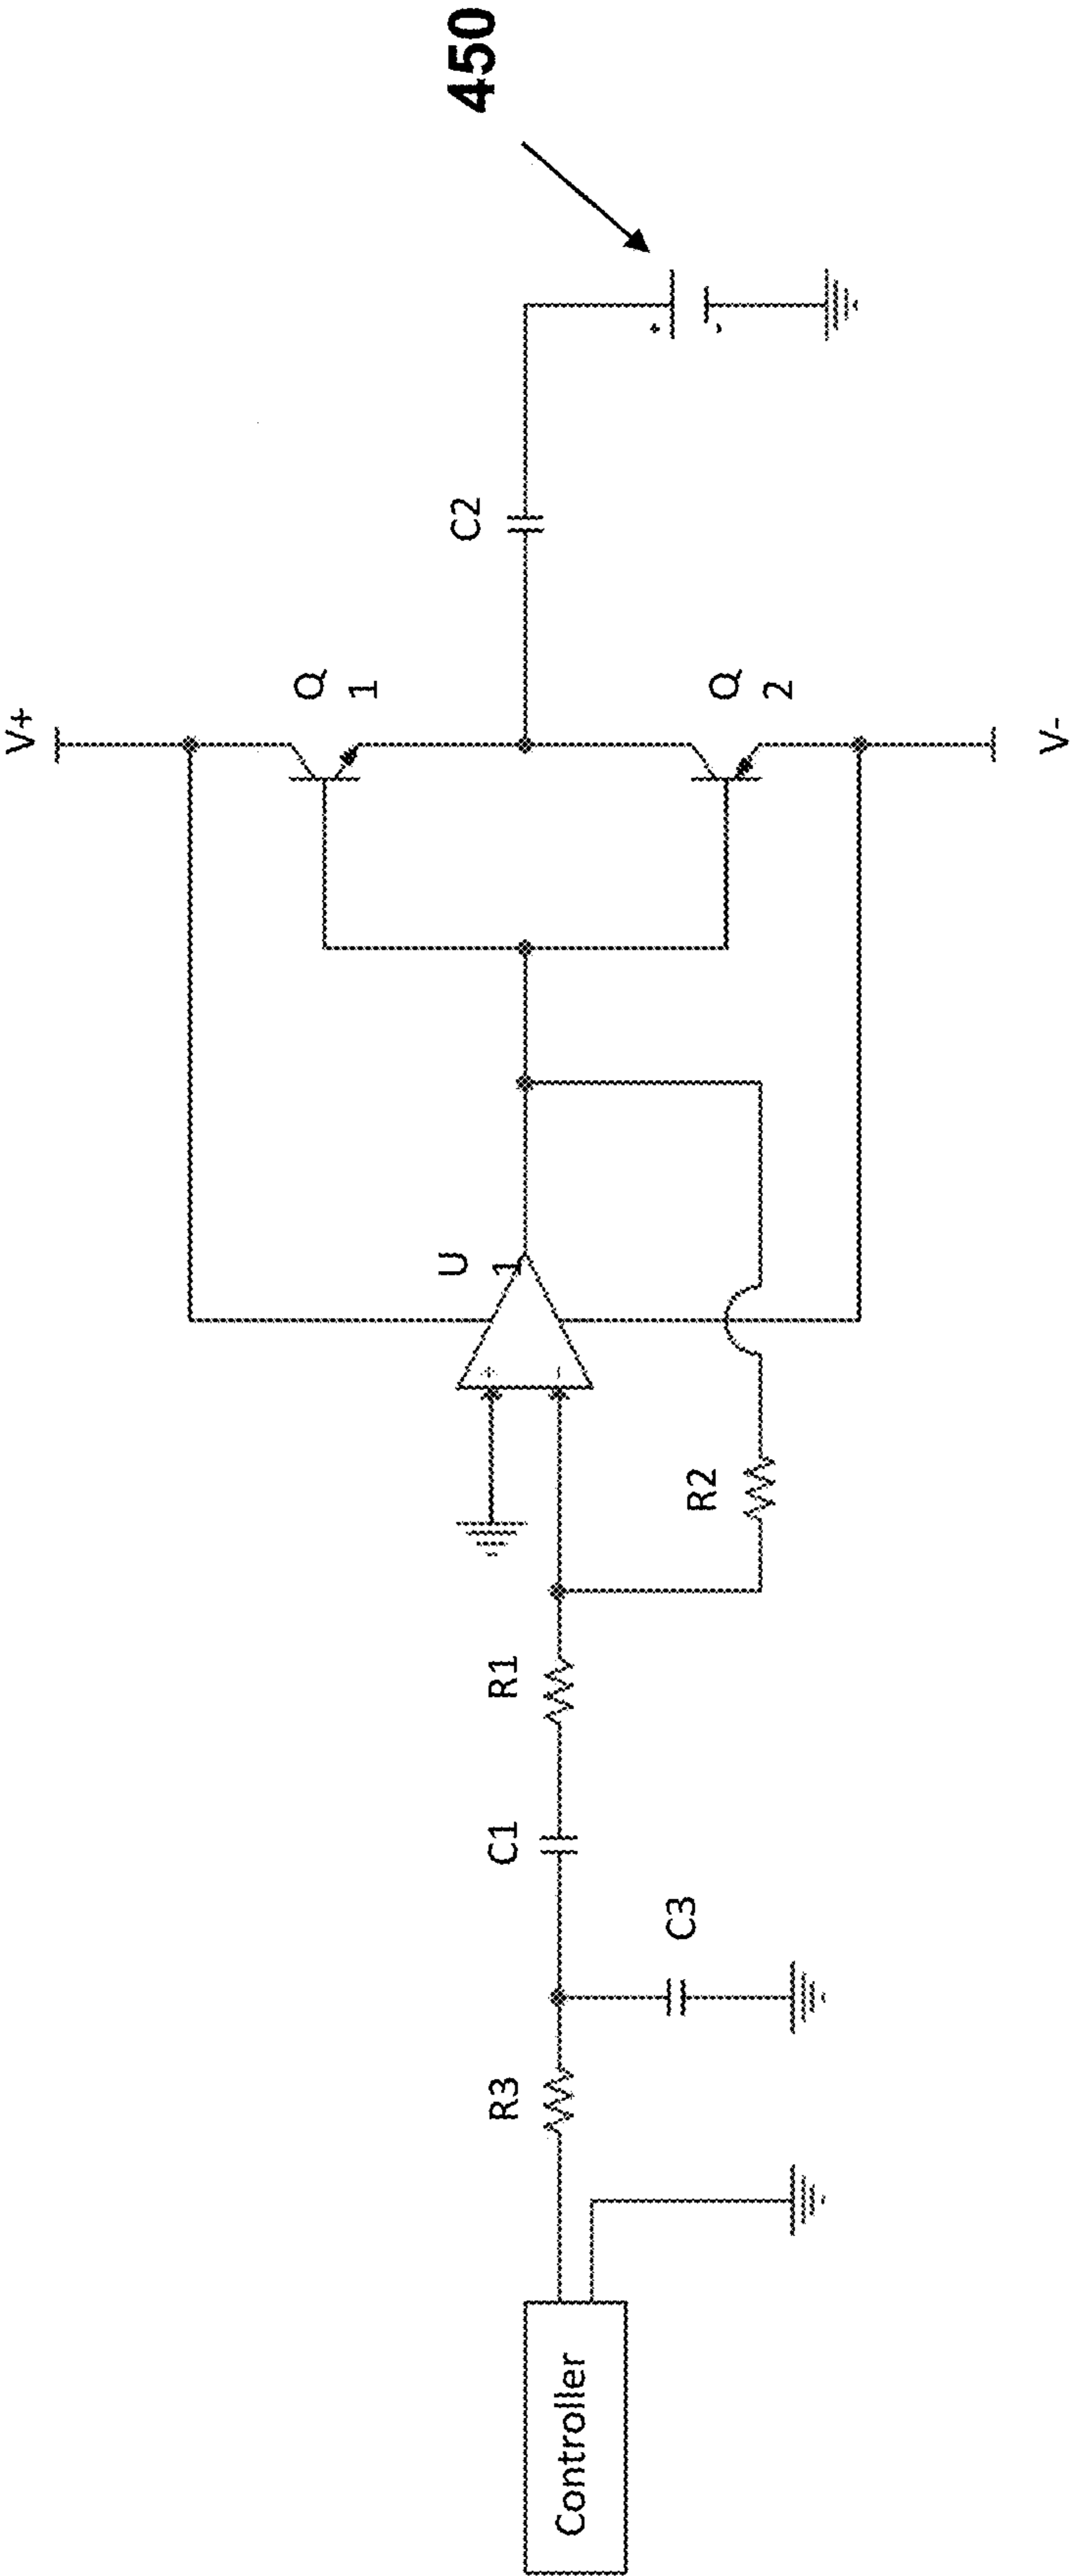 450
V+
C2
Q
1
Q
2
V-
U
1
+
-
R2
R1
C1
C3
R3
Controller
+
-